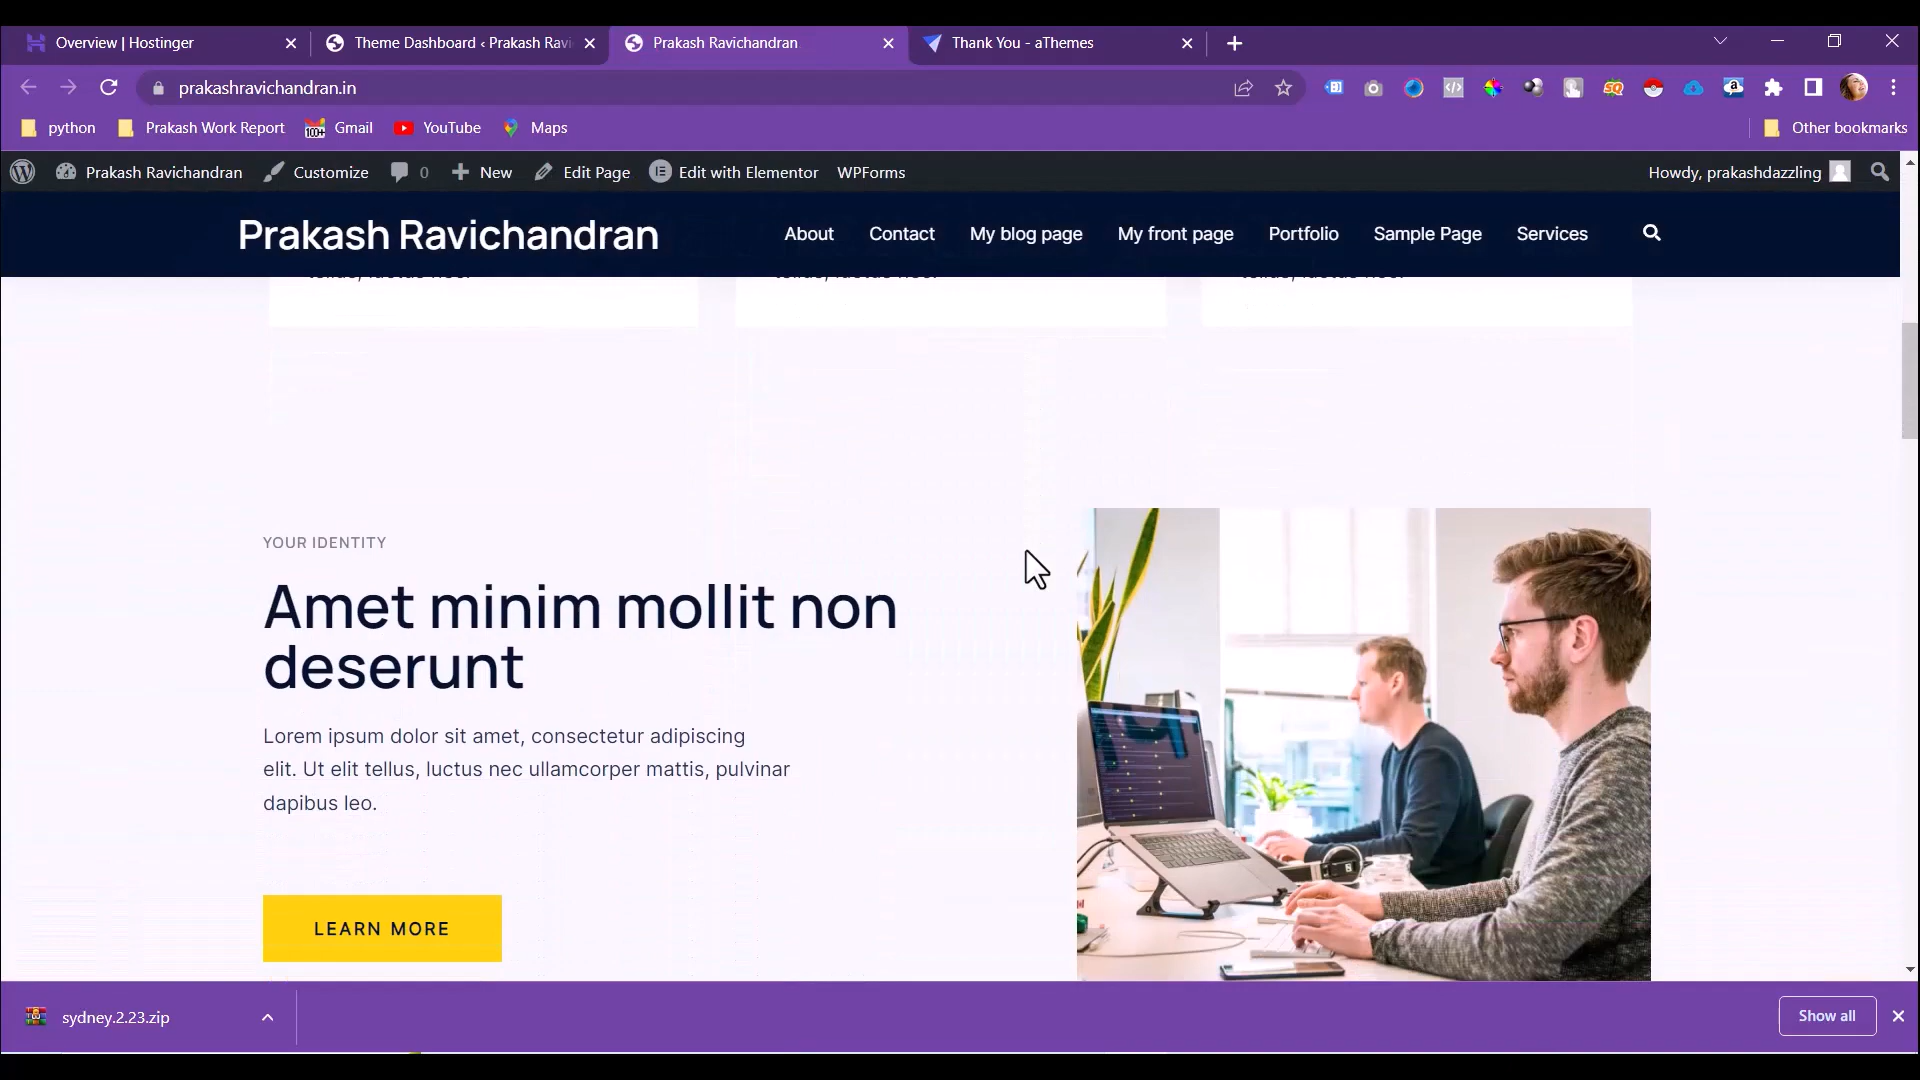 Overview | Hostinger
Theme Dashboard ‹ Prakash Ravi
Prakash Ravichandran
Thank You - aThemes
prakashravichandran.in
python
Prakash Work Report
100+
Gmail
YouTube
Maps
Other bookmarks
Prakash Ravichandran
Customize
0
New
Edit Page
Edit with Elementor
WPForms
Howdy, prakashdazzling
Prakash Ravichandran
About
Contact
My blog page
My front page
Portfolio
Sample Page
Services
YOUR IDENTITY
Amet minim mollit non
deserunt
Lorem ipsum dolor sit amet, consectetur adipiscing
elit. Ut elit tellus, luctus nec ullamcorper mattis, pulvinar
dapibus leo.
LEARN MORE
sydney.2.23.zip
Show all